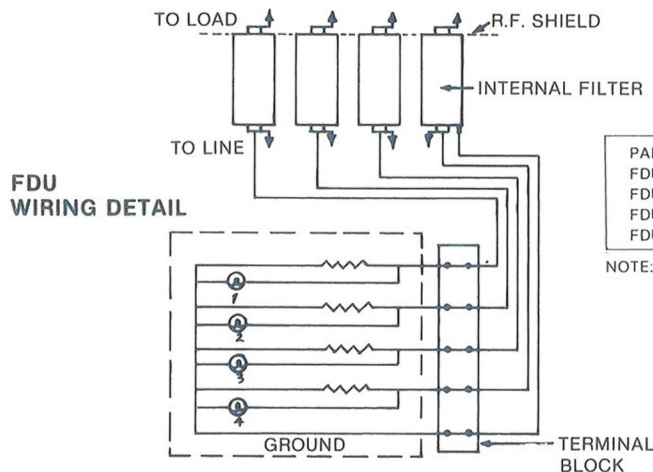 TO LOAD
R.F. SHIELD
INTERNAL FILTER
TO LINE
FDU
WIRING DETAIL
FDU
FDU
FDU
NOTE:
1
2
3
4
GROUND
TERMINAL
BLOCK